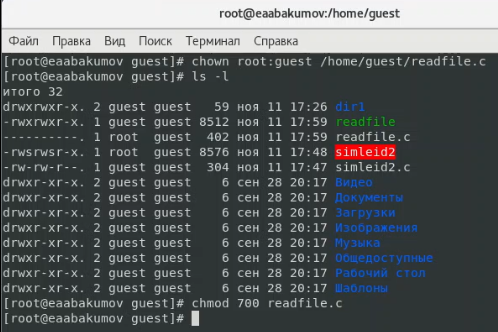 root@eaabakumov:/home/guest
Файл Правка Вид Поиск Терминал Справка
[root@eaabakumov guest]# chown root:guest /home/guest/readfile.c
[root@eaabakumov guest]# ls -l
итого 32
drwxrwxr-x. 2 guest guest 59 ноя 11 17:26 dir1
-rwxrwxr-x. 1 guest guest 8512 ноя 11 17:59 readfile
----------. 1 root guest 402 ноя 11 17:59 readfile.c
-rwsrwsr-x. 1 root guest 8576 ноя 11 17:48 simleid2
-rw-rw-r--. 1 guest guest 304 ноя 11 17:47 simleid2.c
drwxr-xr-x. 2 guest guest 6 сен 28 20:17 Видео
drwxr-xr-x. 2 guest guest 6 сен 28 20:17 Документы
drwxr-xr-x. 2 guest guest 6 сен 28 20:17 Загрузки
drwxr-xr-x. 2 guest guest 6 сен 28 20:17 Изображения
drwxr-xr-x. 2 guest guest 6 сен 28 20:17 Музыка
drwxr-xr-x. 2 guest guest 6 сен 28 20:17 Общедоступные
drwxr-xr-x. 2 guest guest 6 сен 28 20:17 Рабочий стол
drwxr-xr-x. 2 guest guest 6 сен 28 20:17 Шаблоны
[root@eaabakumov guest]# chmod 700 readfile.c
[root@eaabakumov guest]#